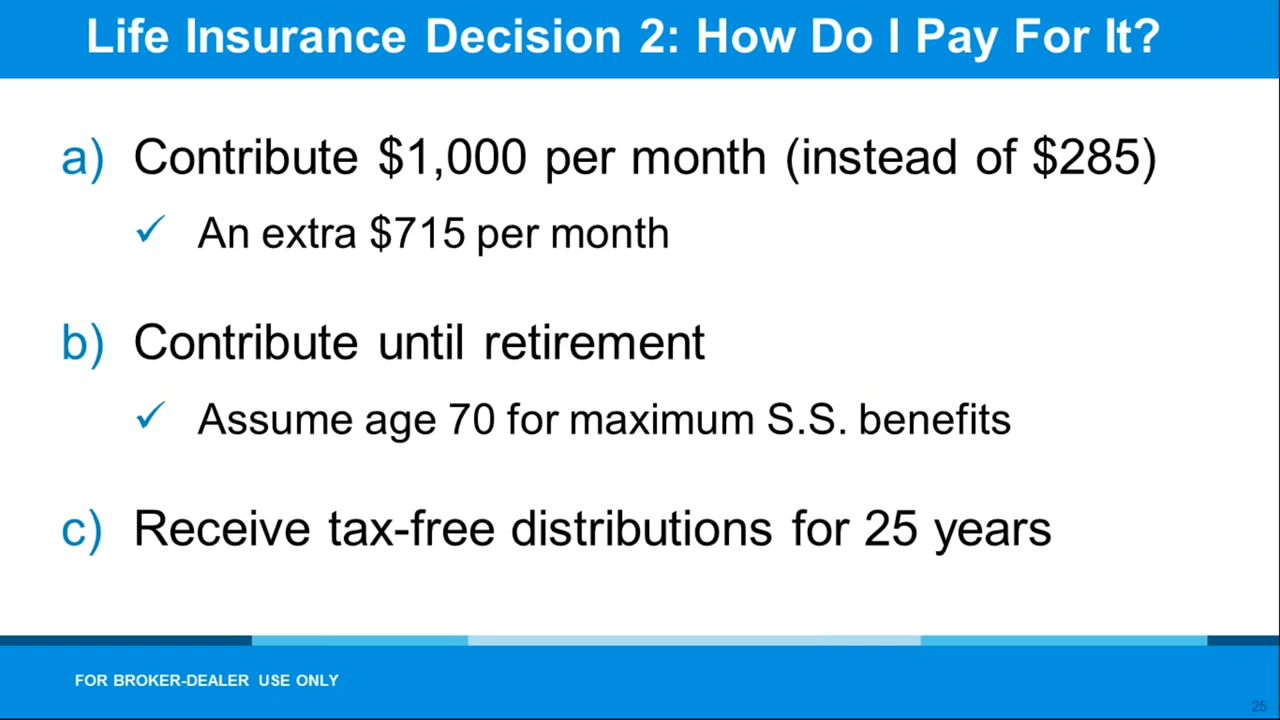 Life Insurance Decision 2: How Do I Pay For It?
a) Contribute $1,000 per month (instead of $285)
✓ An extra $715 per month
b) Contribute until retirement
✓ Assume age 70 for maximum S.S. benefits
c) Receive tax-free distributions for 25 years
FOR BROKER-DEALER USE ONLY
25